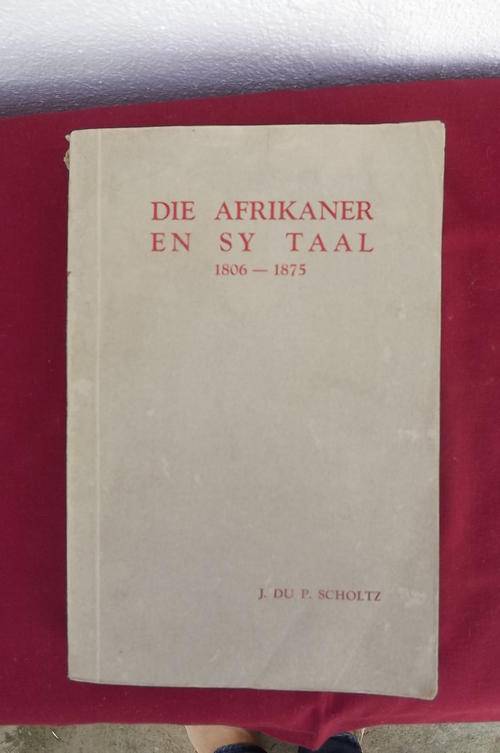 DIE AFRIKANER
EN SY TAAL
1806 — 1875
J. DU P. SCHOLTZ